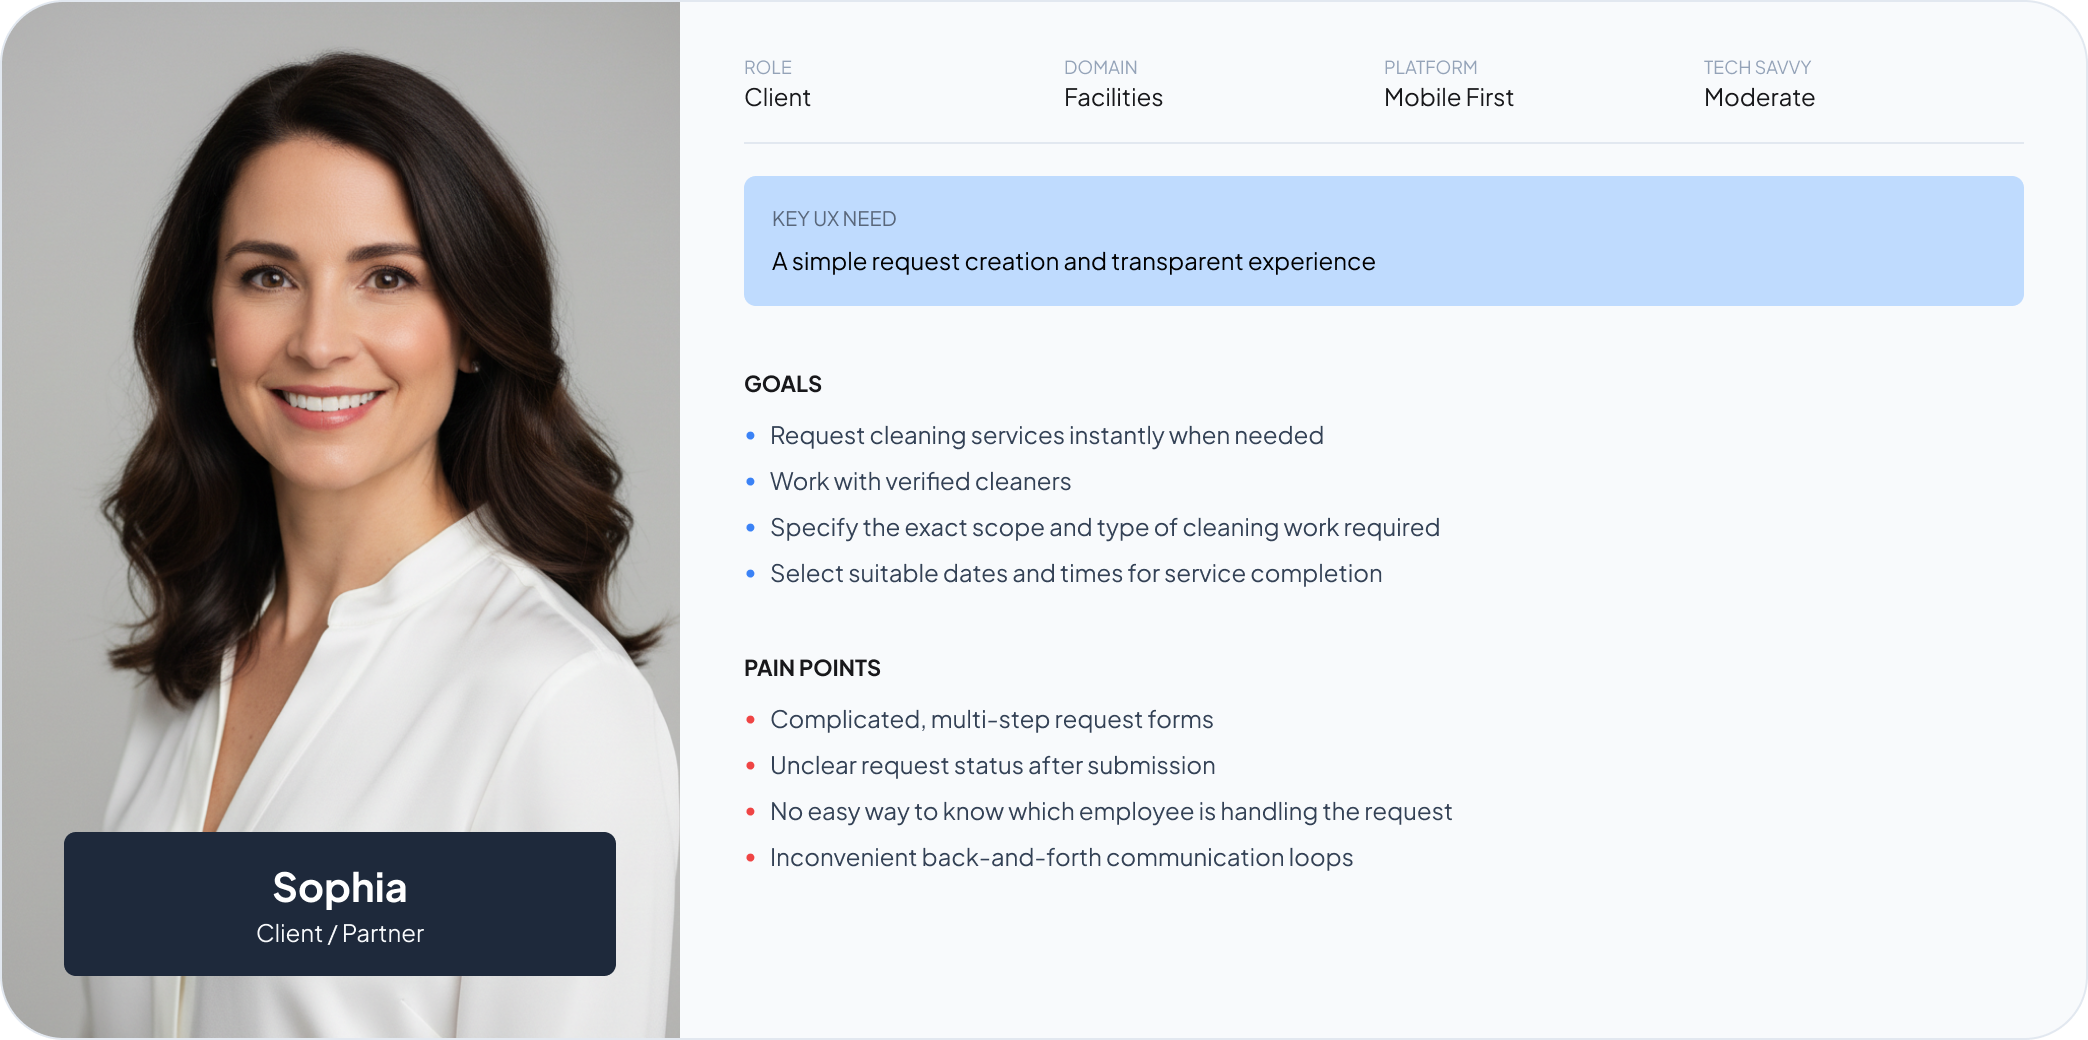 ROLE
Client
DOMAIN
Facilities
PLATFORM
Mobile First
TECH SAVVY
Moderate
KEY UX NEED
A simple request creation and transparent experience
GOALS
• Request cleaning services instantly when needed
• Work with verified cleaners
• Specify the exact scope and type of cleaning work required
• Select suitable dates and times for service completion
PAIN POINTS
• Complicated, multi-step request forms
• Unclear request status after submission
• No easy way to know which employee is handling the request
• Inconvenient back-and-forth communication loops
Sophia
Client / Partner